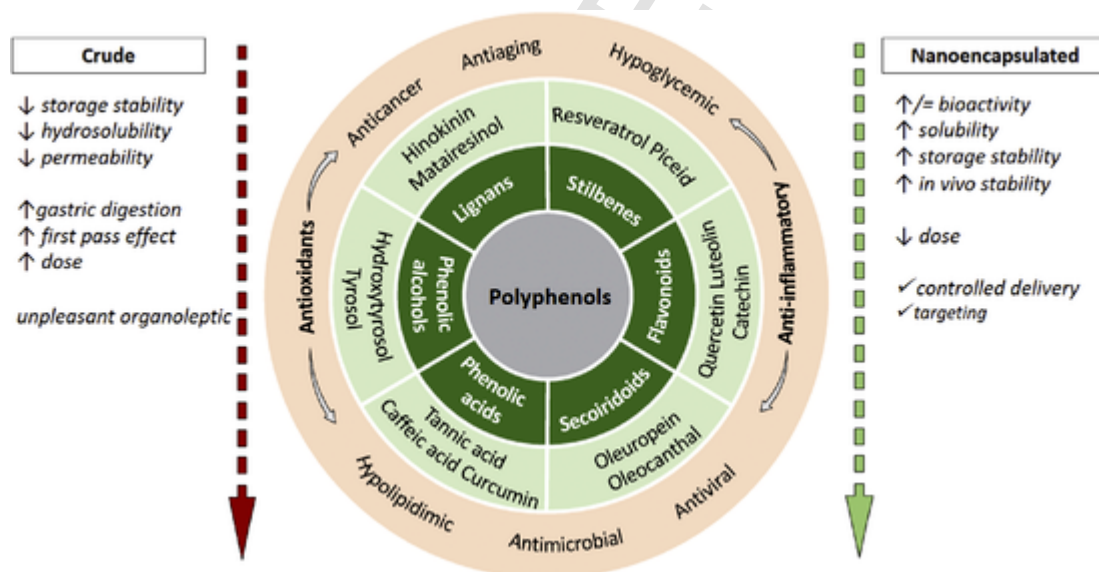 Crude
↓ storage stability
↓ hydrosolubility
↓ permeability
↑gastric digestion
↑ first pass effect
↑ dose
unpleasant organoleptic
Antiaging
Hypoglycemic
Anticancer
Anti-inflammatory
Antioxidants
Antiviral
Hypolipidimic
Antimicrobial
Hinokinin
Matairesinol
Resveratrol Piceid
Quercetin Luteolin
Catechin
Oleuropein
Oleocanthal
Tannic acid
Caffeic acid Curcumin
Hydroxytyrosol
Tyrosol
Lignans
Stilbenes
Flavonoids
Secoiridoids
Phenolic
acids
Phenolic
alcohols
Polyphenols
Nanoencapsulated
↑/= bioactivity
↑ solubility
↑ storage stability
↑ in vivo stability
↓ dose
✓controlled delivery
✓targeting